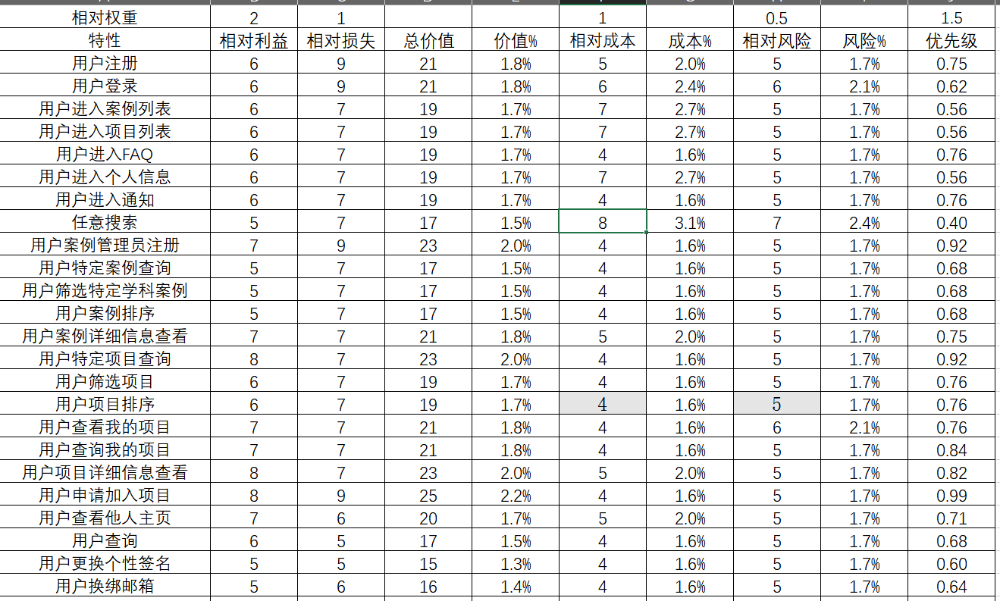 相对权重 2 1 1 0.5 1.5
特性 相对利益 相对损失 总价值 价值% 相对成本 成本% 相对风险 风险% 优先级
用户注册 6 9 21 1.8% 5 2.0% 5 1.7% 0.75
用户登录 6 9 21 1.8% 6 2.4% 6 2.1% 0.62
用户进入案例列表 6 7 19 1.7% 7 2.7% 5 1.7% 0.56
用户进入项目列表 6 7 19 1.7% 7 2.7% 5 1.7% 0.56
用户进入FAQ 6 7 19 1.7% 4 1.6% 5 1.7% 0.76
用户进入个人信息 6 7 19 1.7% 7 2.7% 5 1.7% 0.56
用户进入通知 6 7 19 1.7% 4 1.6% 5 1.7% 0.76
任意搜索 5 7 17 1.5% 8 3.1% 7 2.4% 0.40
用户案例管理员注册 7 9 23 2.0% 4 1.6% 5 1.7% 0.92
用户特定案例查询 5 7 17 1.5% 4 1.6% 5 1.7% 0.68
用户筛选特定学科案例 5 7 17 1.5% 4 1.6% 5 1.7% 0.68
用户案例排序 5 7 17 1.5% 4 1.6% 5 1.7% 0.68
用户案例详细信息查看 7 7 21 1.8% 5 2.0% 5 1.7% 0.75
用户特定项目查询 8 7 23 2.0% 4 1.6% 5 1.7% 0.92
用户筛选项目 6 7 19 1.7% 4 1.6% 5 1.7% 0.76
用户项目排序 6 7 19 1.7% 4 1.6% 5 1.7% 0.76
用户查看我的项目 7 7 21 1.8% 4 1.6% 6 2.1% 0.76
用户查询我的项目 7 7 21 1.8% 4 1.6% 5 1.7% 0.84
用户项目详细信息查看 8 7 23 2.0% 5 2.0% 5 1.7% 0.82
用户申请加入项目 8 9 25 2.2% 4 1.6% 5 1.7% 0.99
用户查看他人主页 7 6 20 1.7% 5 2.0% 5 1.7% 0.71
用户查询 6 5 17 1.5% 4 1.6% 5 1.7% 0.68
用户更换个性签名 5 5 15 1.3% 4 1.6% 5 1.7% 0.60
用户换绑邮箱 5 6 16 1.4% 4 1.6% 5 1.7% 0.64